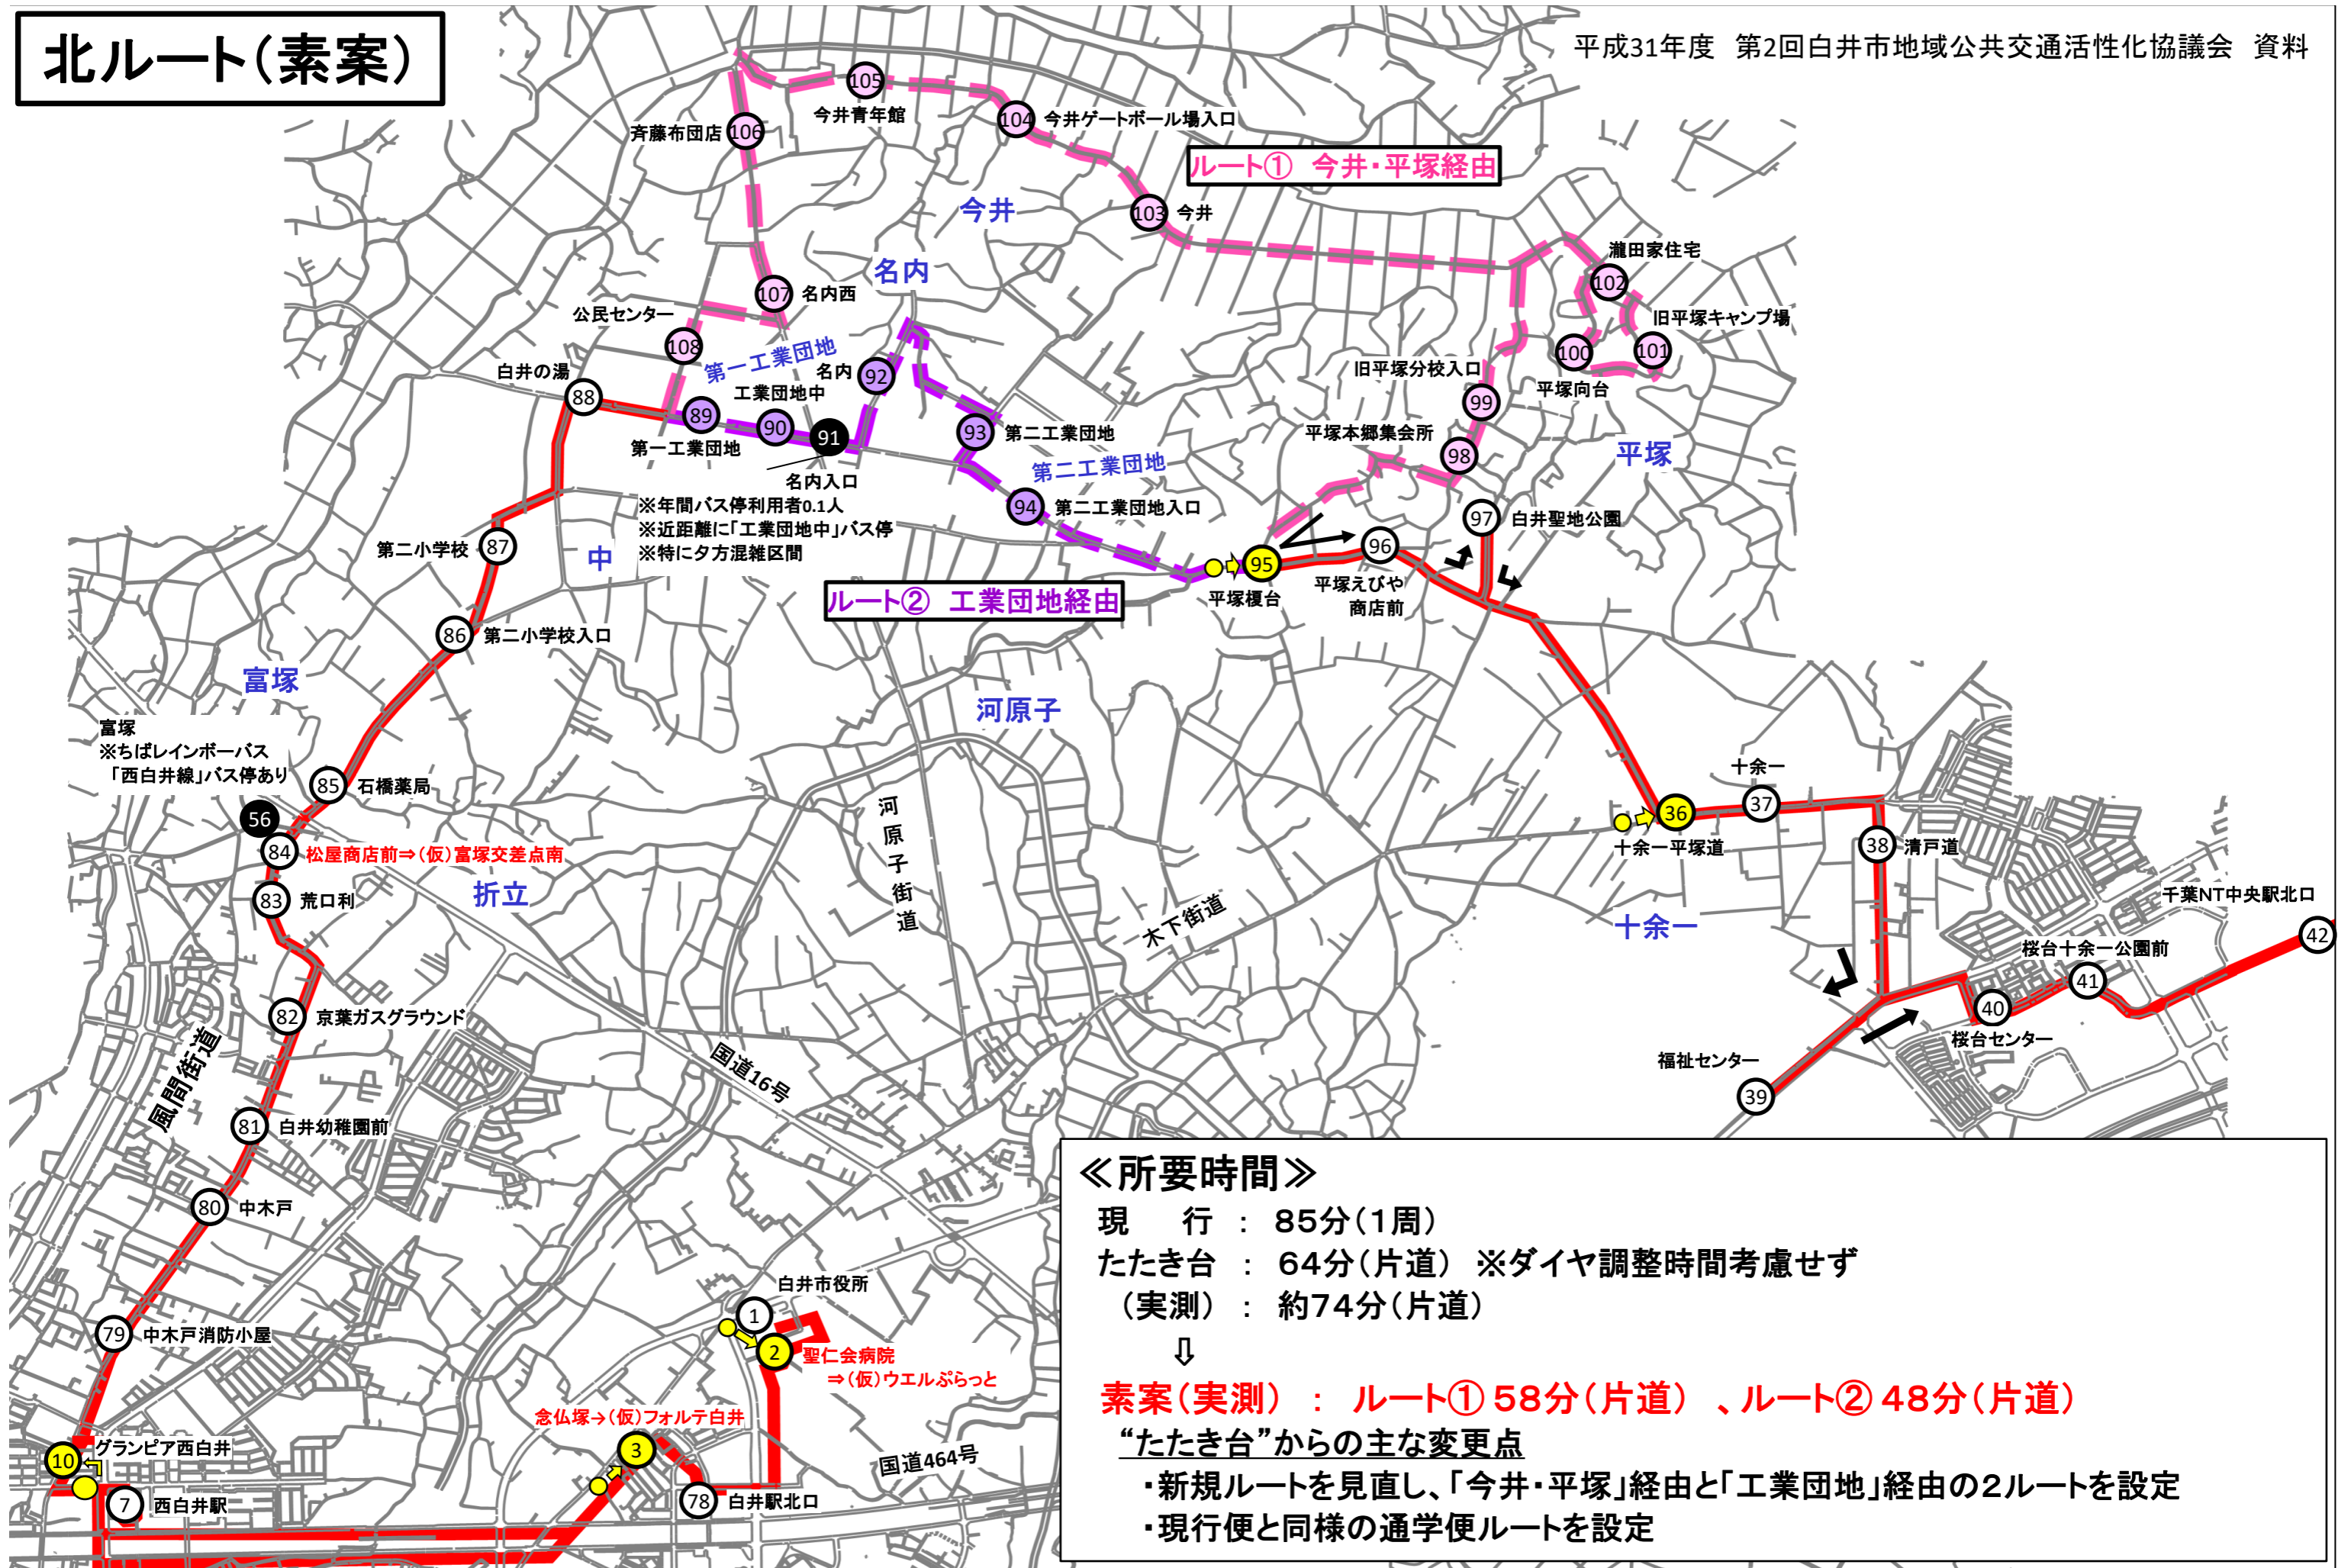 北ルート(素案)
平成31年度 第2回白井市地域公共交通活性化協議会 資料
105
今井青年館
106
斉藤布団店
104
今井ゲートボール場入口
ルート① 今井・平塚経由
103
今井
今井
名内
瀧田家住宅
102
107
名内西
公民センター
108
旧平塚キャンプ場
101
100
平塚向台
第一工業団地
白井の湯
88
名内
92
工業団地中
旧平塚分校入口
99
89
90
91
第一工業団地
93
第二工業団地
平塚本郷集会所
98
平塚
第二工業団地
名内入口
※年間バス停利用者0.1人
※近距離に「工業団地中」バス停
※特に夕方混雑区間
94
第二工業団地入口
97
白井聖地公園
第二小学校
87
中
96
95
平塚えびや
商店前
平塚榎台
ルート② 工業団地経由
86
第二小学校入口
富塚
河原子
富塚
※ちばレインボーバス
「西白井線」バス停あり
85
石橋薬局
十余一
37
36
十余一平塚道
56
84
松屋商店前⇒(仮)富塚交差点南
河原子街道
38
清戸道
83
荒口利
折立
木下街道
十余一
千葉NT中央駅北口
42
桜台十余一公園前
41
40
桜台センター
82
京葉ガスグラウンド
風間街道
国道16号
福祉センター
39
81
白井幼稚園前
80
中木戸
79
中木戸消防小屋
白井市役所
1
2
聖仁会病院
⇒(仮)ウエルぷらっと
念仏塚→(仮)フォルテ白井
3
国道464号
グランピア西白井
10
7
西白井駅
78
白井駅北口
≪所要時間≫
現 行 : 85分(1周)
たたき台 : 64分(片道) ※ダイヤ調整時間考慮せず
(実測) : 約74分(片道)
⇩
素案(実測) : ルート①58分(片道) 、ルート②48分(片道)
“たたき台”からの主な変更点
・新規ルートを見直し、「今井・平塚」経由と「工業団地」経由の2ルートを設定
・現行便と同様の通学便ルートを設定